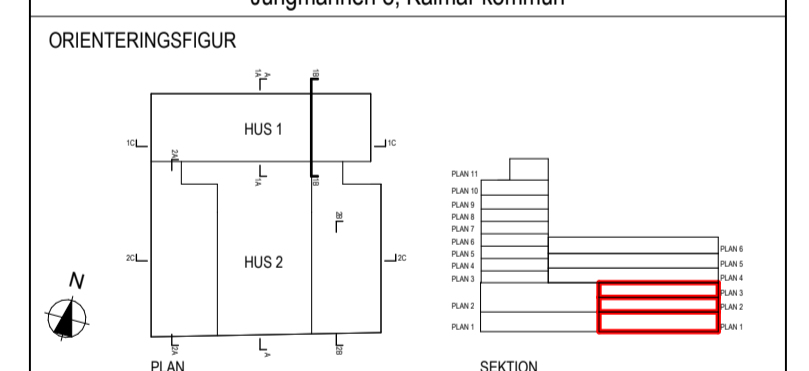 Jungmannen 3, Kalmar kommun
ORIENTERINGSFIGUR
1A A 1B
HUS 1
1C 1C
2A
1A 1B
2B
2C 2C
HUS 2
N
2A A 2B
PLAN
PLAN 11
PLAN 10
PLAN 9
PLAN 8
PLAN 7
PLAN 6
PLAN 5
PLAN 4
PLAN 3
PLAN 2
PLAN 1
PLAN 6
PLAN 5
PLAN 4
PLAN 3
PLAN 2
PLAN 1
SEKTION